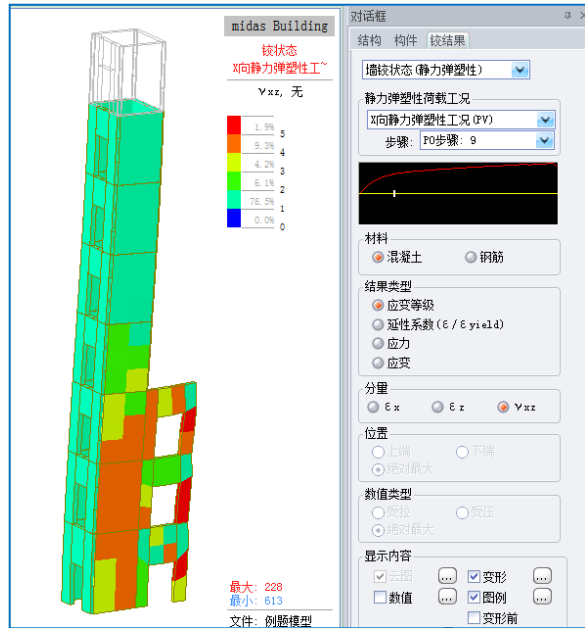 midas Building
铰状态
X向静力弹塑性工~
γxz, 无
1.9%
5
9.3%
4
4.2%
3
6.1%
2
78.5%
1
0.0%
0
最大: 228
最小: 613
文件: 例题模型
对话框
结构 构件 铰结果
墙铰状态(静力弹塑性)
静力弹塑性荷载工况
X向静力弹塑性工况(PV)
步骤: PO步骤: 9
材料
混凝土 钢筋
结果类型
应变等级
延性系数(ε/εyield)
应力
应变
分量
εx εz γxz
位置
上端 下端
绝对最大
数值类型
受拉 受压
绝对最大
显示内容
云图 ... 变形 ...
数值 ... 图例 ...
变形前